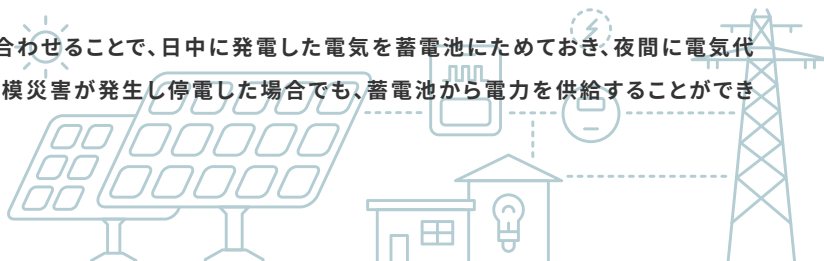 合わせることで、日中に発電した電気を蓄電池にためておき、夜間に電気代
模災害が発生し停電した場合でも、蓄電池から電力を供給することができ